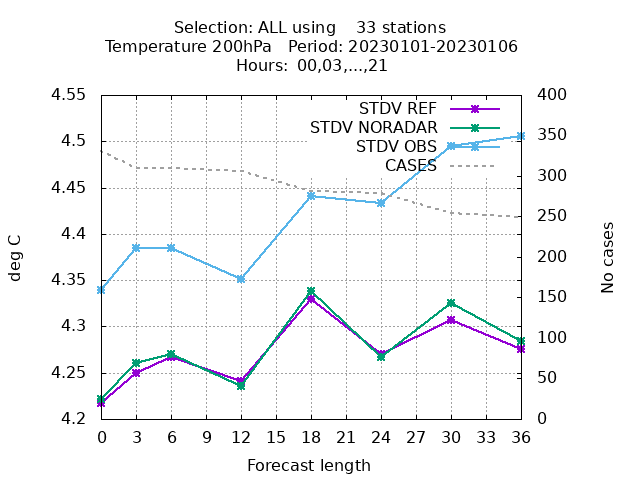 Selection: ALL using    33 stations
Temperature 200hPa   Period: 20230101-20230106
Hours:  00,03,...,21
STDV REF
STDV NORADAR
STDV OBS
CASES
4.55
4.5
4.45
4.4
4.35
4.3
4.25
4.2
400
350
300
250
200
150
100
50
0
deg C
No cases
0 3 6 9 12 15 18 21 24 27 30 33 36
Forecast length